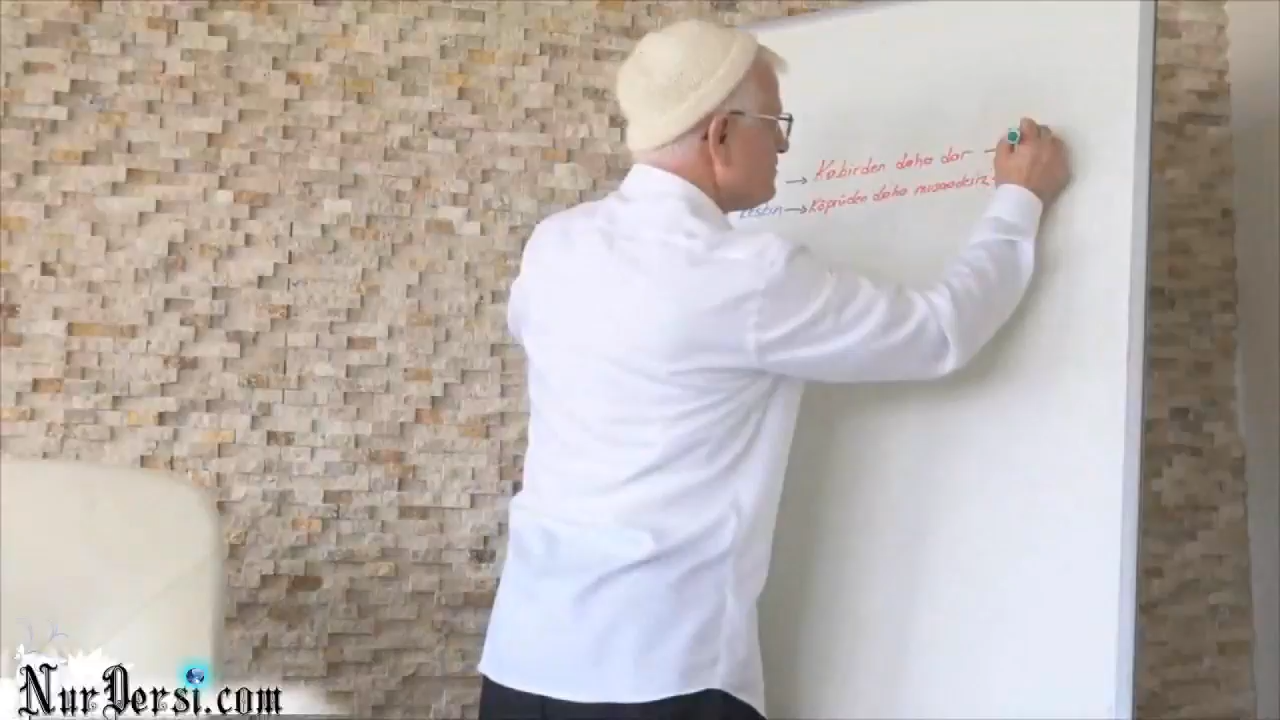 → Kabirden daha dar →
→ Köprüden daha müsaadesiz
NurDersi.com